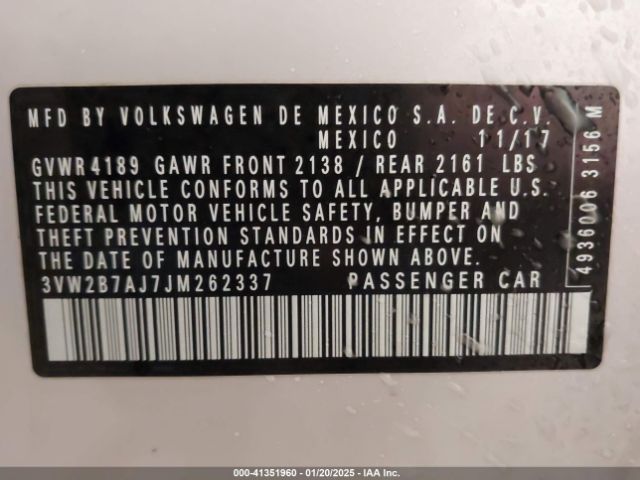 MFD BY VOLKSWAGEN DE MEXICO S.A. DE C.V.
MEXICO 11/17
GVWR 4189 GAWR FRONT 2138 / REAR 2161 LBS
THIS VEHICLE CONFORMS TO ALL APPLICABLE U.S.
FEDERAL MOTOR VEHICLE SAFETY, BUMPER AND
THEFT PREVENTION STANDARDS IN EFFECT ON
THE DATE OF MANUFACTURE SHOWN ABOVE.
3VW2B7AJ7JM262337 PASSENGER CAR
4936006 3156 M
000-41351960 - 01/20/2025 - IAA Inc.